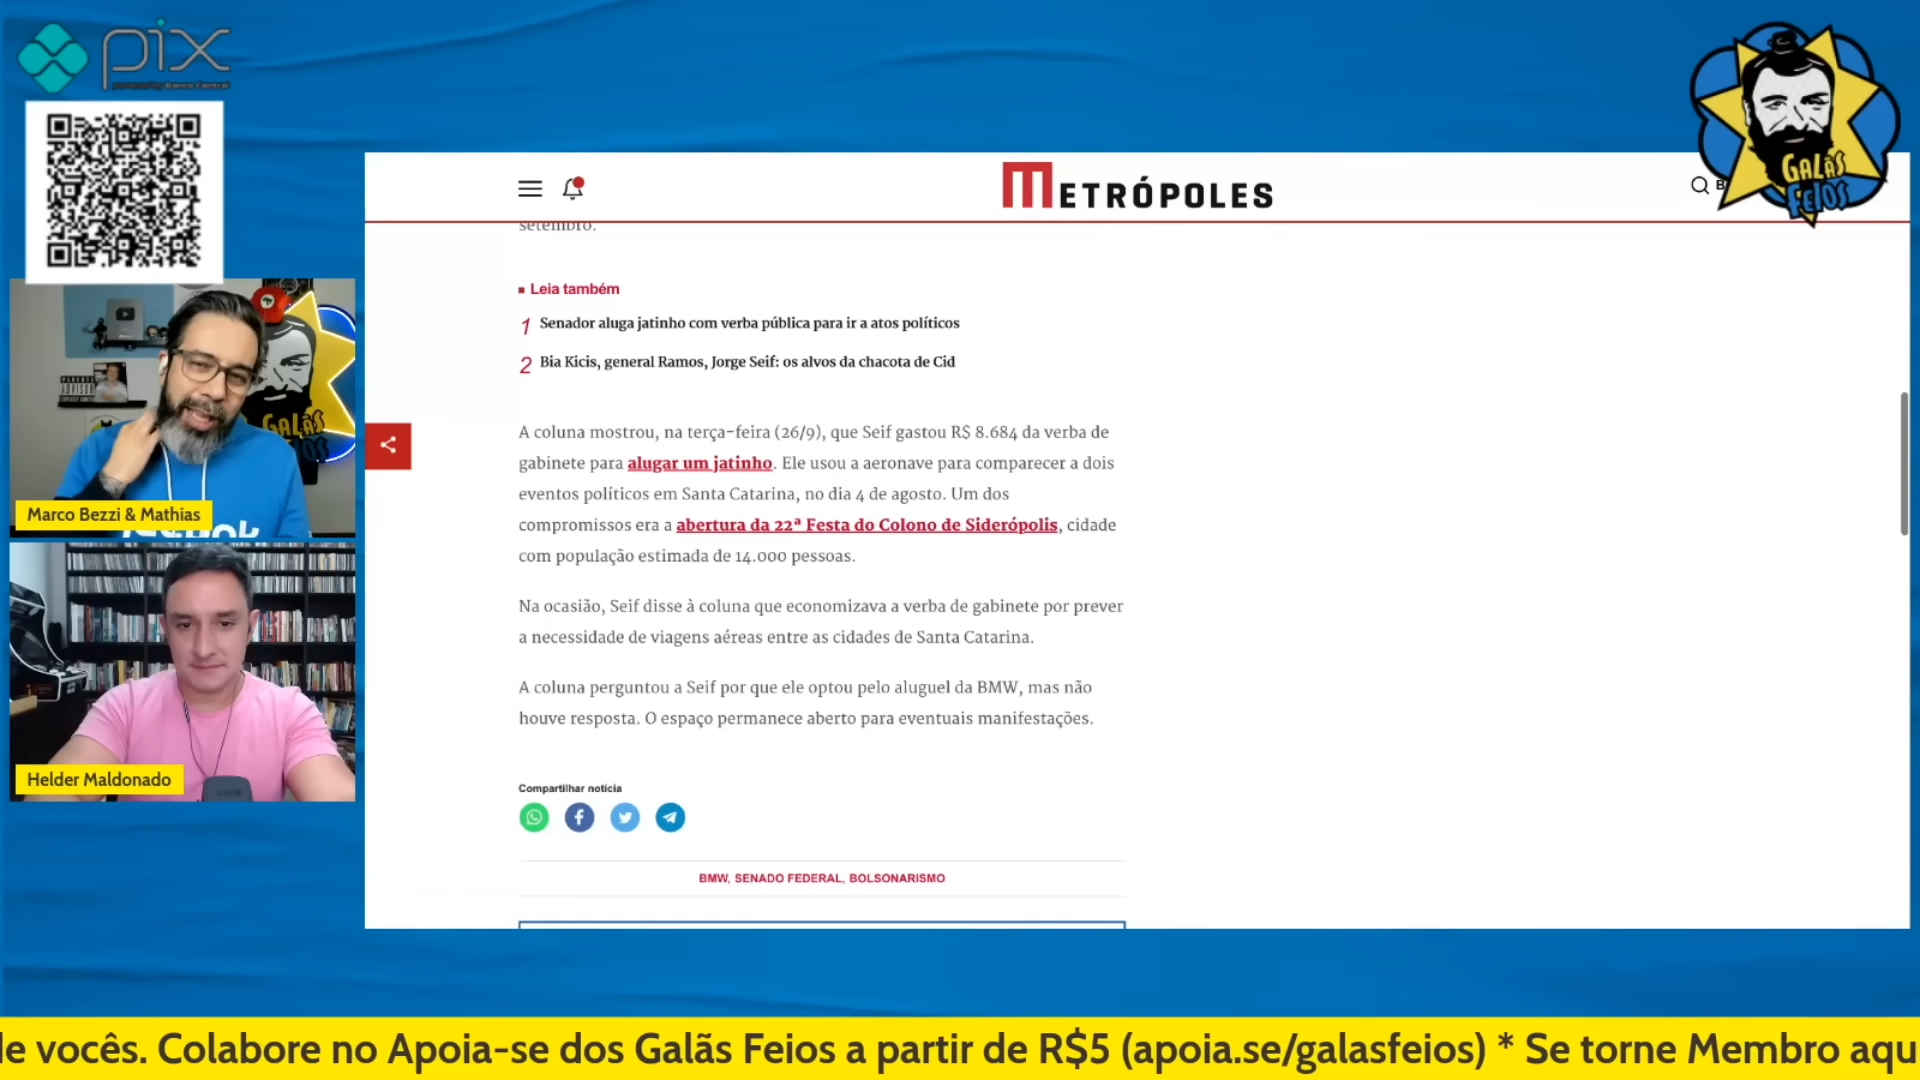 pix
powered by Banco Central
GALÃS
FEIOS
METRÓPOLES
B
setembro.
Leia também
1 Senador aluga jatinho com verba pública para ir a atos políticos
2 Bia Kicis, general Ramos, Jorge Seif: os alvos da chacota de Cid
A coluna mostrou, na terça-feira (26/9), que Seif gastou R$ 8.684 da verba de
gabinete para alugar um jatinho. Ele usou a aeronave para comparecer a dois
eventos políticos em Santa Catarina, no dia 4 de agosto. Um dos
compromissos era a abertura da 22ª Festa do Colono de Siderópolis, cidade
com população estimada de 14.000 pessoas.
Na ocasião, Seif disse à coluna que economizava a verba de gabinete por prever
a necessidade de viagens aéreas entre as cidades de Santa Catarina.
A coluna perguntou a Seif por que ele optou pelo aluguel da BMW, mas não
houve resposta. O espaço permanece aberto para eventuais manifestações.
Compartilhar notícia
BMW, SENADO FEDERAL, BOLSONARISMO
GALÃS
FEIOS
Marco Bezzi & Mathias
Helder Maldonado
de vocês. Colabore no Apoia-se dos Galãs Feios a partir de R$5 (apoia.se/galasfeios) * Se torne Membro aqu